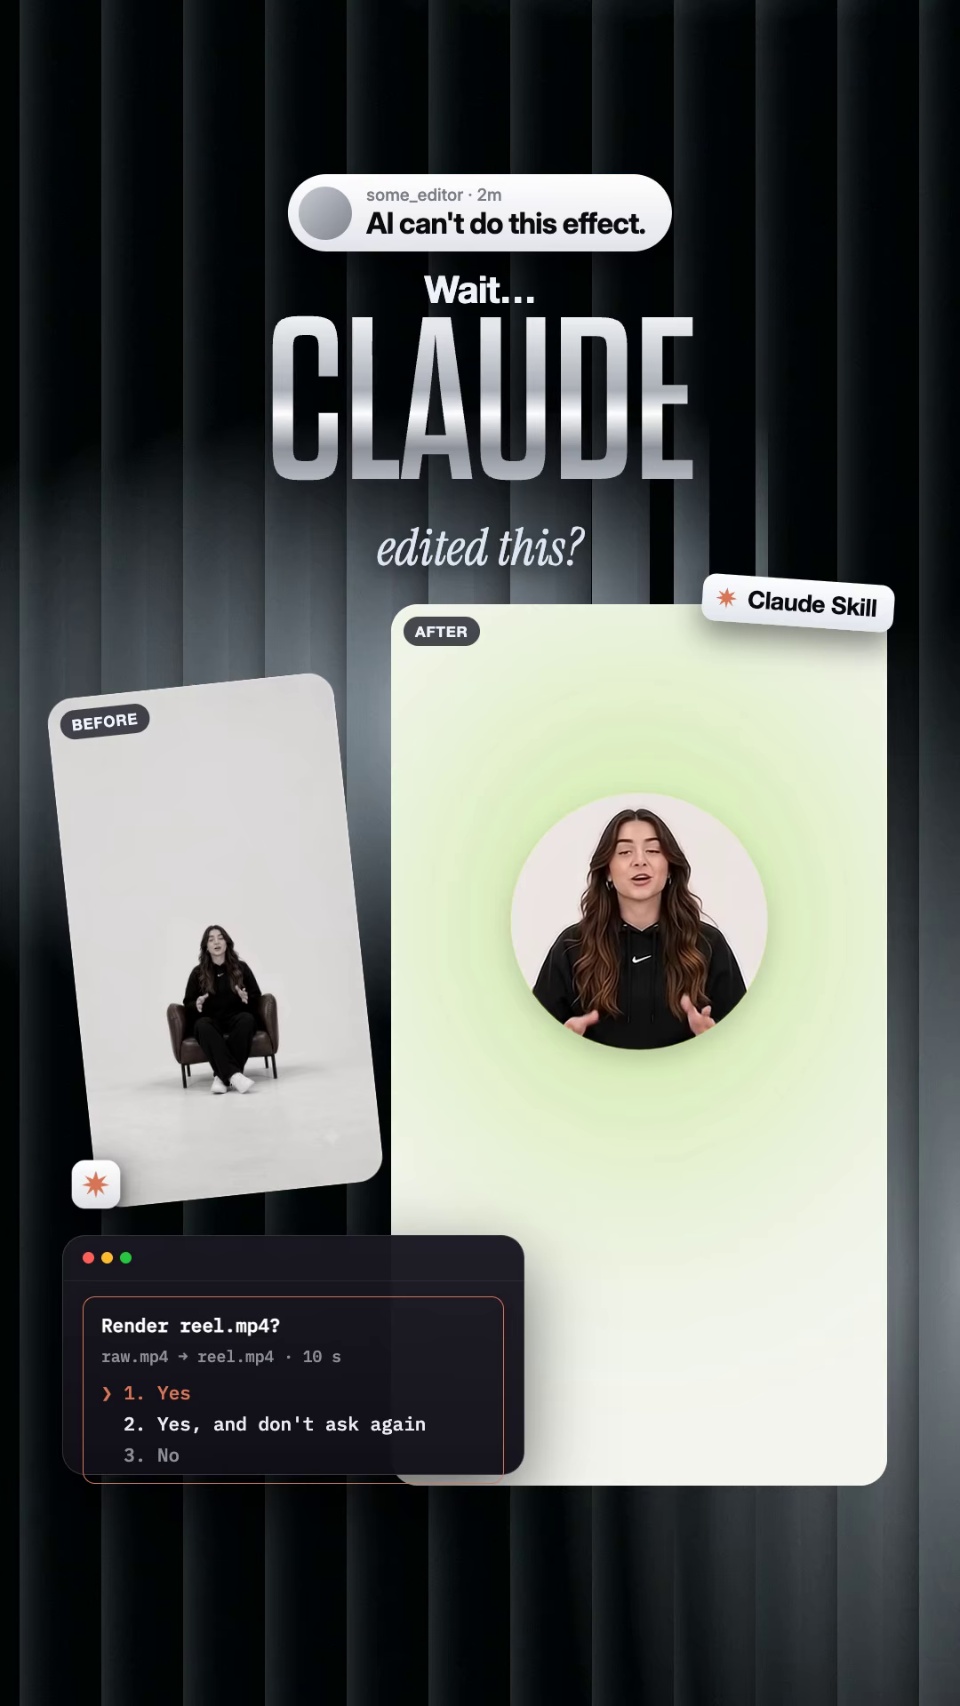 some_editor · 2m
AI can't do this effect.
Wait...
CLAUDE
edited this?
Claude Skill
AFTER
BEFORE
Render reel.mp4?
raw.mp4 → reel.mp4 · 10 s
❯ 1. Yes
2. Yes, and don't ask again
3. No